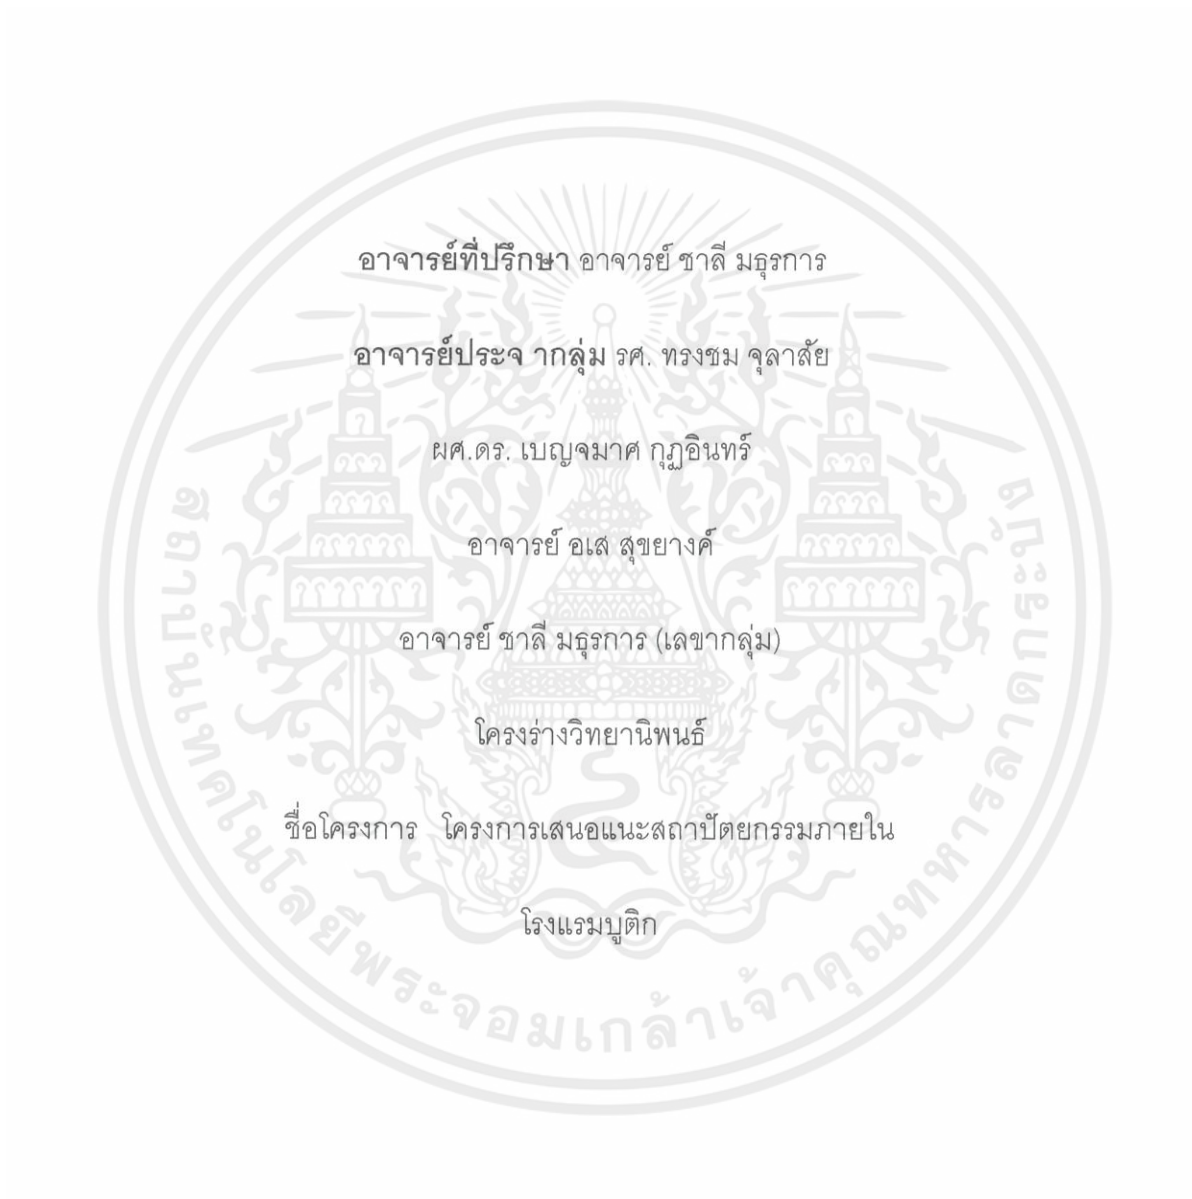 อาจารย์ที่ปรึกษา อาจารย์ ชาลี มธุรการ
อาจารย์ประจ ากลุ่ม รศ. ทรงชม จุลาสัย
ผศ.ดร. เบญจมาศ กุฏอินทร์
อาจารย์ อเส สุขยางค์
อาจารย์ ชาลี มธุรการ (เลขากลุ่ม)
โครงร่างวิทยานิพนธ์
ชื่อโครงการ โครงการเสนอแนะสถาปัตยกรรมภายใน
โรงแรมบูติก
สถาบันเทคโนโลยีพระจอมเกล้าเจ้าคุณทหารลาดกระบัง